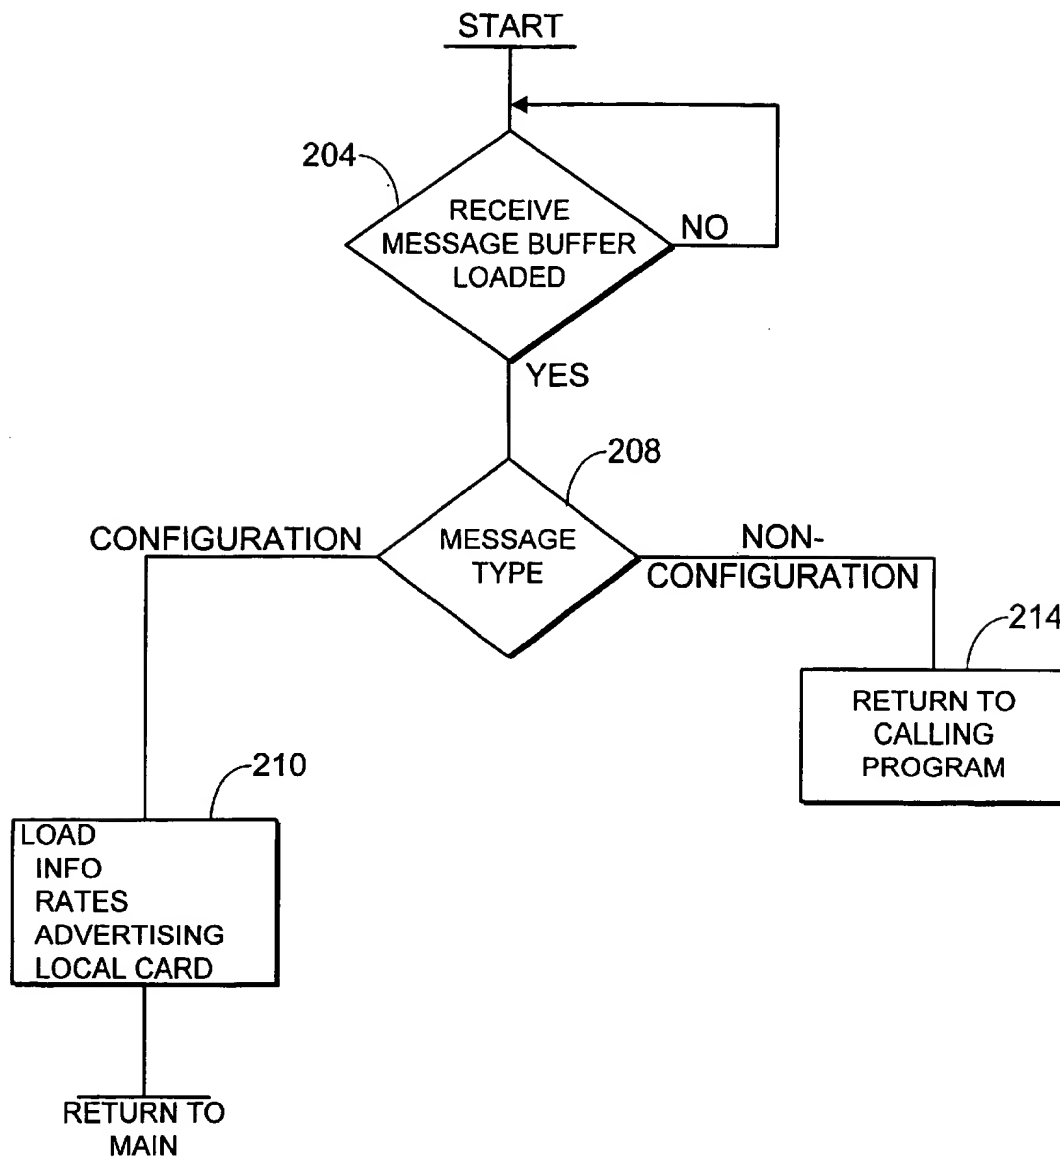 START
204
RECEIVE
MESSAGE BUFFER
LOADED
NO
YES
208
MESSAGE
TYPE
CONFIGURATION
NON-
CONFIGURATION
214
RETURN TO
CALLING
PROGRAM
210
LOAD
INFO
RATES
ADVERTISING
LOCAL CARD
RETURN TO
MAIN